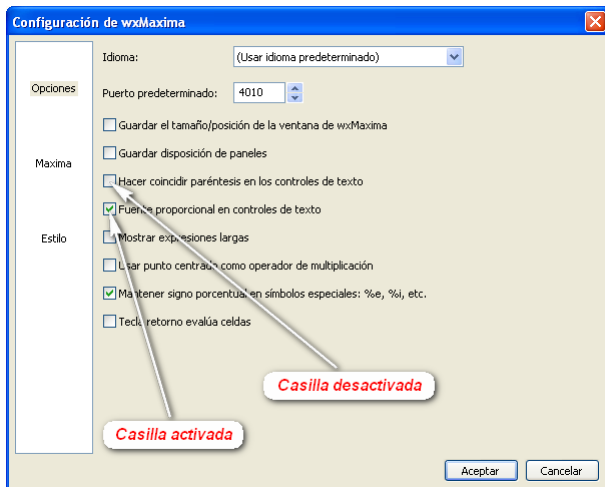 Configuración de wxMaxima
Idioma:
(Usar idioma predeterminado)
Opciones
Puerto predeterminado:
4010
Guardar el tamaño/posición de la ventana de wxMaxima
Guardar disposición de paneles
Maxima
Hacer coincidir paréntesis en los controles de texto
Fuente proporcional en controles de texto
Estilo
Mostrar expresiones largas
Usar punto centrado como operador de multiplicación
Mantener signo porcentual en símbolos especiales: %e, %i, etc.
Tecla retorno evalúa celdas
Casilla desactivada
Casilla activada
Aceptar
Cancelar